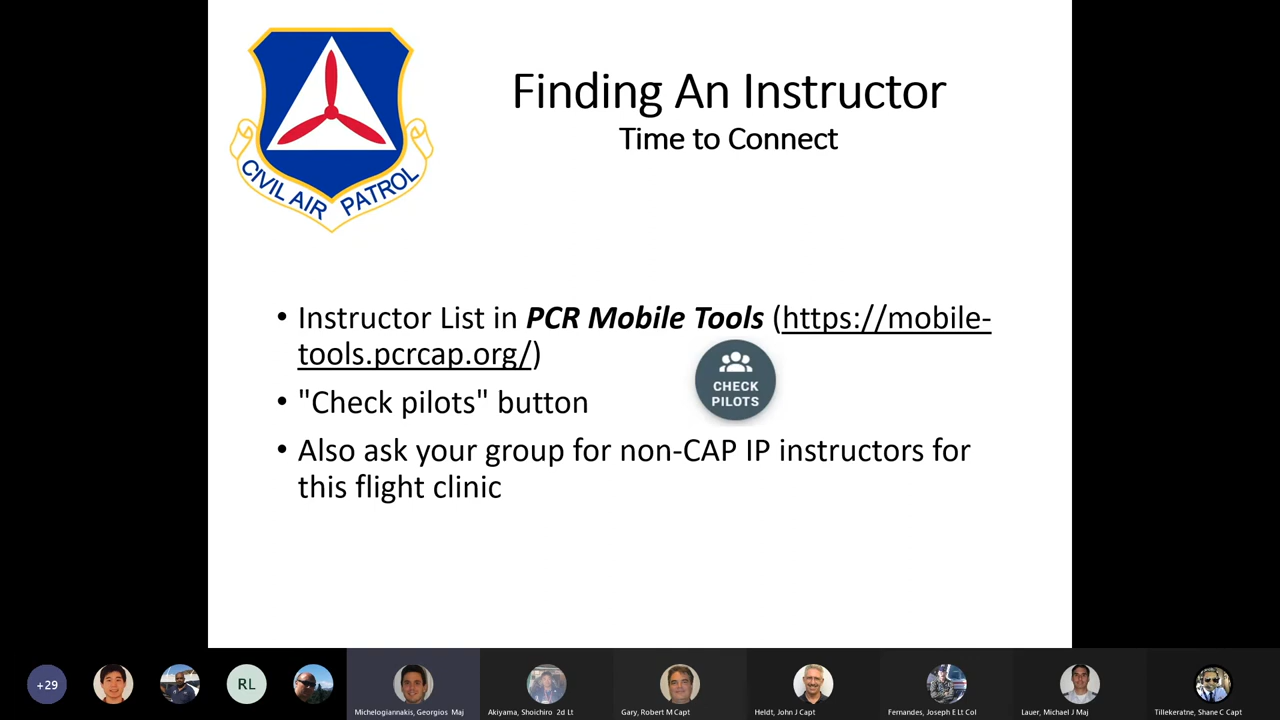 CIVIL AIR PATROL
Finding An Instructor
Time to Connect
• Instructor List in PCR Mobile Tools (https://mobile-
tools.pcrcap.org/)
CHECK
PILOTS
• "Check pilots" button
• Also ask your group for non-CAP IP instructors for
this flight clinic
+29
RL
Michelogiannakis, Georgios Maj
Akiyama, Shoichiro 2d Lt
Gary, Robert M Capt
Heldt, John J Capt
Fernandes, Joseph E Lt Col
Lauer, Michael J Maj
Tillekeratne, Shane C Capt